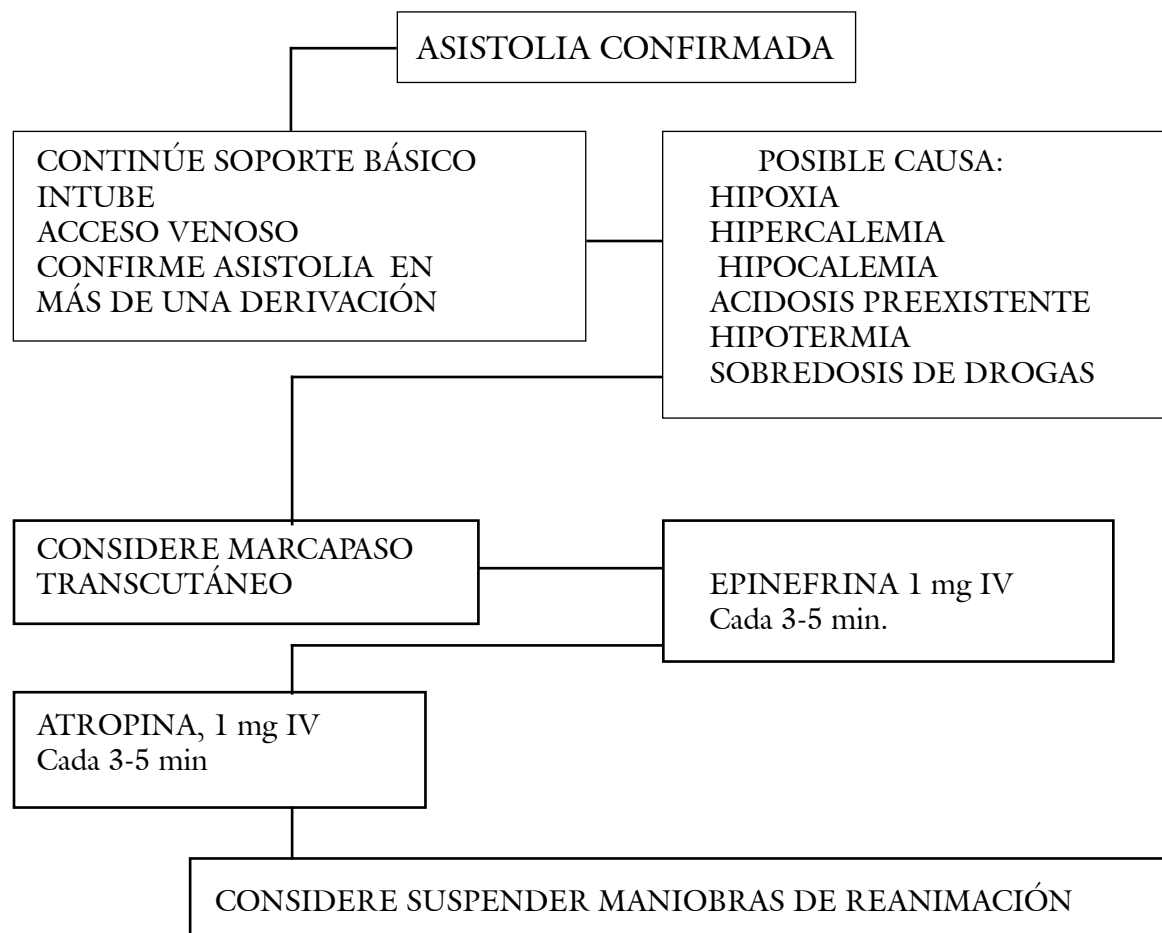 ASISTOLIA CONFIRMADA
CONTINÚE SOPORTE BÁSICO
INTUBE
ACCESO VENOSO
CONFIRME ASISTOLIA EN
MÁS DE UNA DERIVACIÓN
POSIBLE CAUSA:
HIPOXIA
HIPERCALEMIA
HIPOCALEMIA
ACIDOSIS PREEXISTENTE
HIPOTERMIA
SOBREDOSIS DE DROGAS
CONSIDERE MARCAPASO
TRANSCUTÁNEO
EPINEFRINA 1 mg IV
Cada 3-5 min.
ATROPINA, 1 mg IV
Cada 3-5 min
CONSIDERE SUSPENDER MANIOBRAS DE REANIMACIÓN